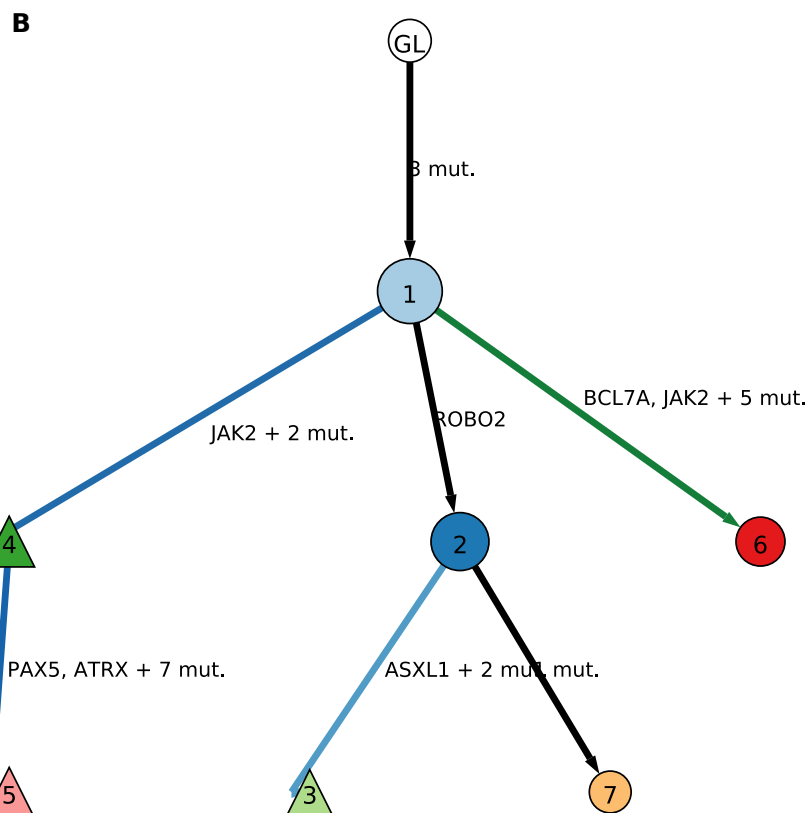 B
GL
mut.
1
BCL7A, JAK2 + 5 mut.
ROBO2
JAK2 + 2 mut.
4
2
6
PAX5, ATRX + 7 mut.
ASXL1 + 2 mut.
mut.
5
3
7